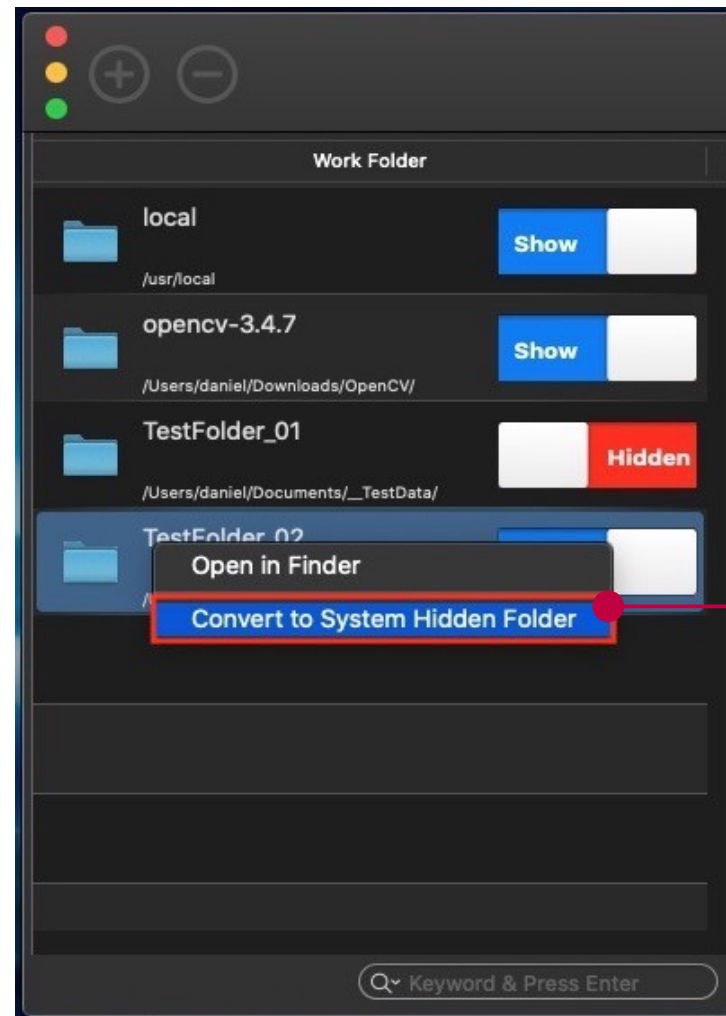 Work Folder
local
Show
/usr/local
opencv-3.4.7
Show
/Users/daniel/Downloads/OpenCV/
TestFolder_01
Hidden
/Users/daniel/Documents/__TestData/
TestFolder_02
Open in Finder
Convert to System Hidden Folder
Keyword & Press Enter